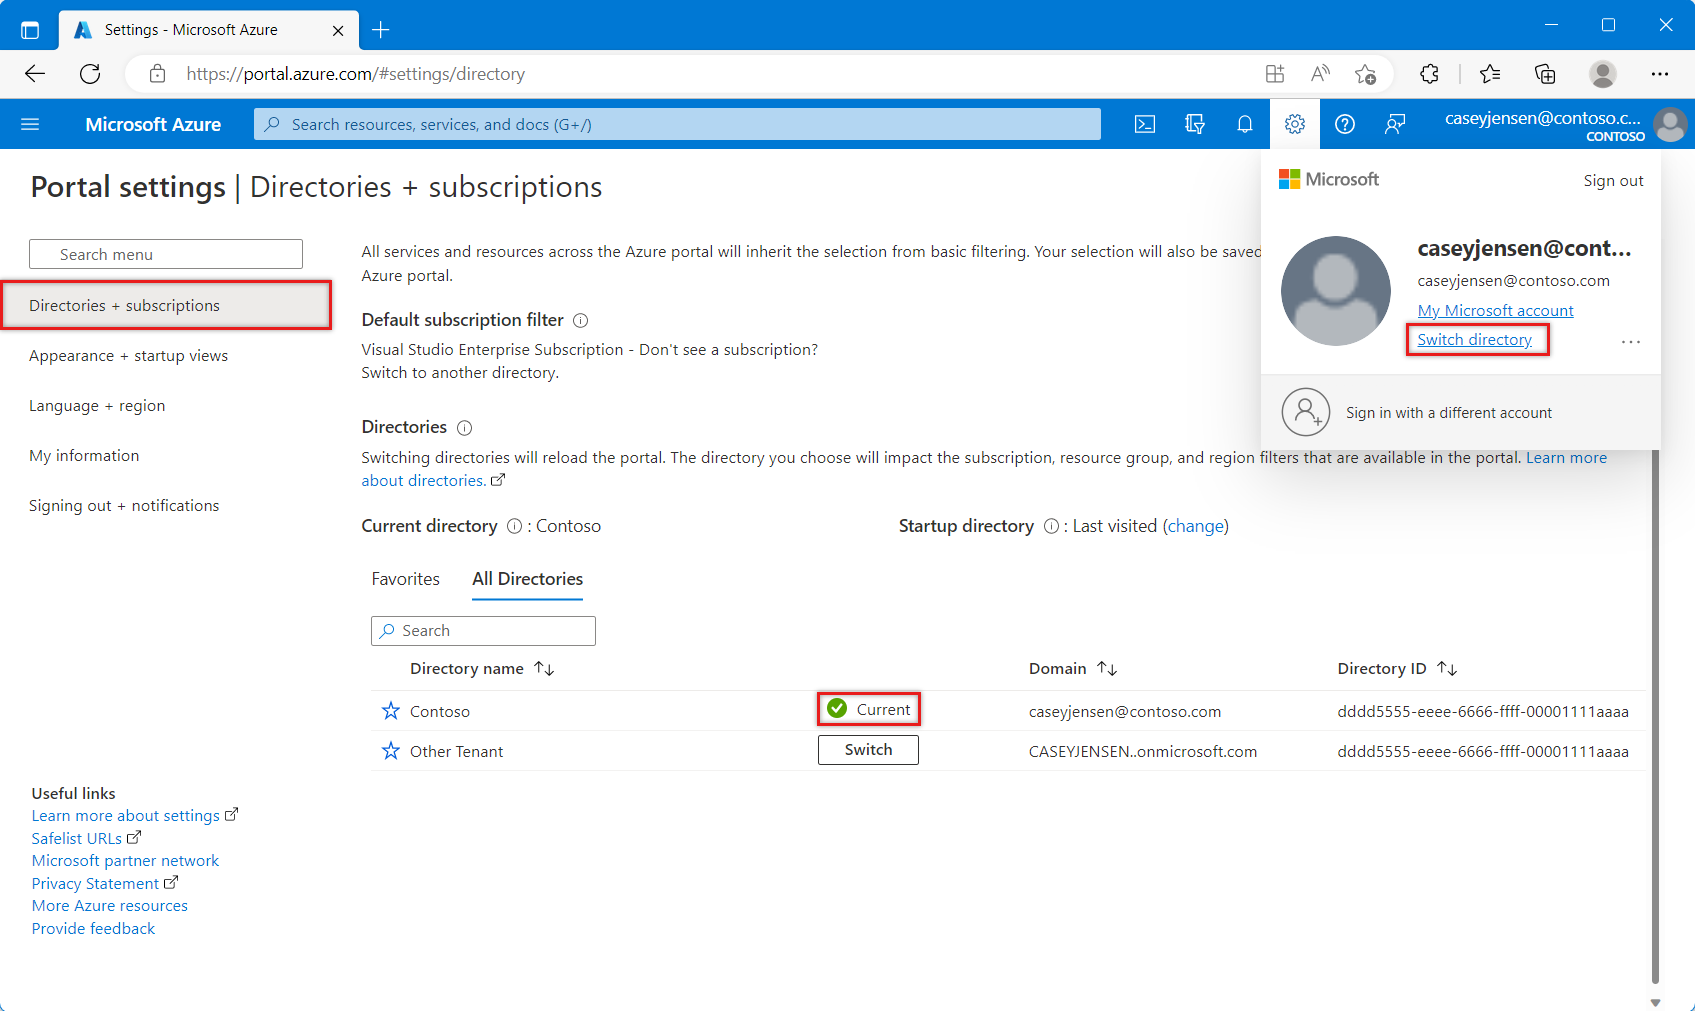 Settings - Microsoft Azure
https://portal.azure.com/#settings/directory
Microsoft Azure
Search resources, services, and docs (G+/)
caseyjensen@contoso.c...
CONTOSO
Portal settings | Directories + subscriptions
Microsoft
Sign out
caseyjensen@cont...
caseyjensen@contoso.com
My Microsoft account
Switch directory
Sign in with a different account
Search menu
Directories + subscriptions
Appearance + startup views
Language + region
My information
Signing out + notifications
All services and resources across the Azure portal will inherit the selection from basic filtering. Your selection will also be saved
Azure portal.
Default subscription filter
Visual Studio Enterprise Subscription - Don't see a subscription?
Switch to another directory.
Directories
Switching directories will reload the portal. The directory you choose will impact the subscription, resource group, and region filters that are available in the portal. Learn more
about directories.
Current directory : Contoso
Startup directory : Last visited (change)
Favorites
All Directories
Search
Directory name
Domain
Directory ID
Contoso
Current
caseyjensen@contoso.com
dddd5555-eeee-6666-ffff-00001111aaaa
Other Tenant
Switch
CASEYJENSEN..onmicrosoft.com
dddd5555-eeee-6666-ffff-00001111aaaa
Useful links
Learn more about settings
Safelist URLs
Microsoft partner network
Privacy Statement
More Azure resources
Provide feedback